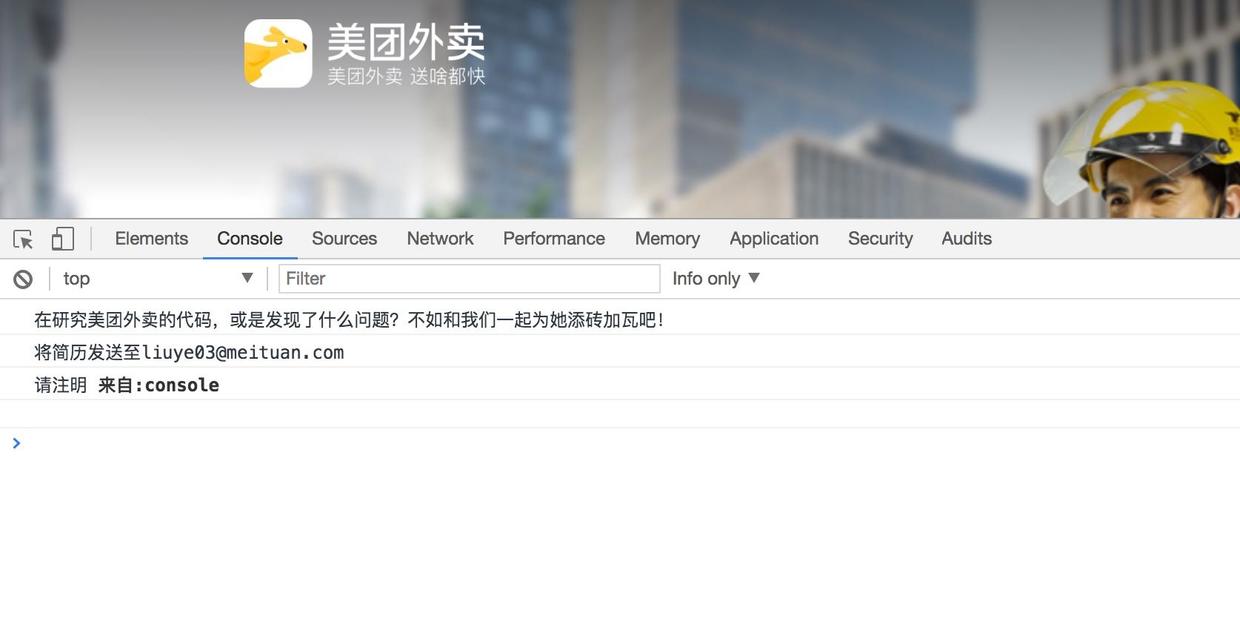 美团外卖
美团外卖 送啥都快
Elements Console Sources Network Performance Memory Application Security Audits
top Filter Info only
在研究美团外卖的代码，或是发现了什么问题？不如和我们一起为她添砖加瓦吧！
将简历发送至liuye03@meituan.com
请注明 来自:console